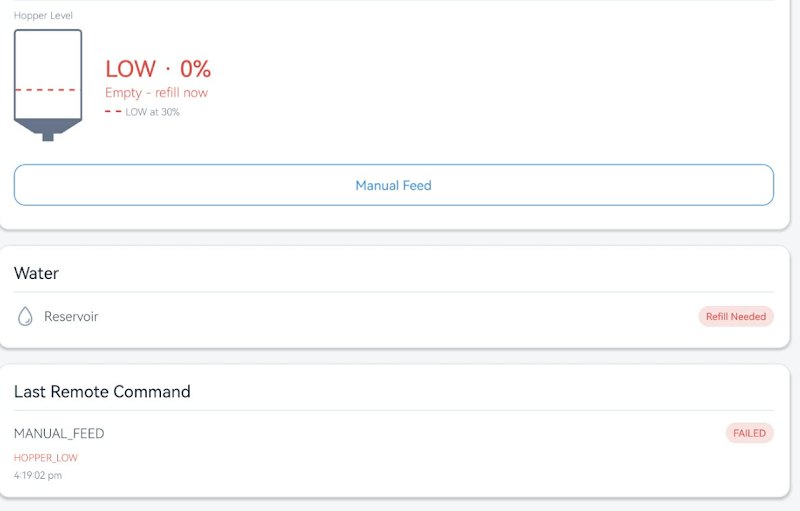 Hopper Level
LOW · 0%
Empty - refill now
LOW at 30%
Manual Feed
Water
Reservoir
Refill Needed
Last Remote Command
MANUAL_FEED
FAILED
HOPPER_LOW
4:19:02 pm